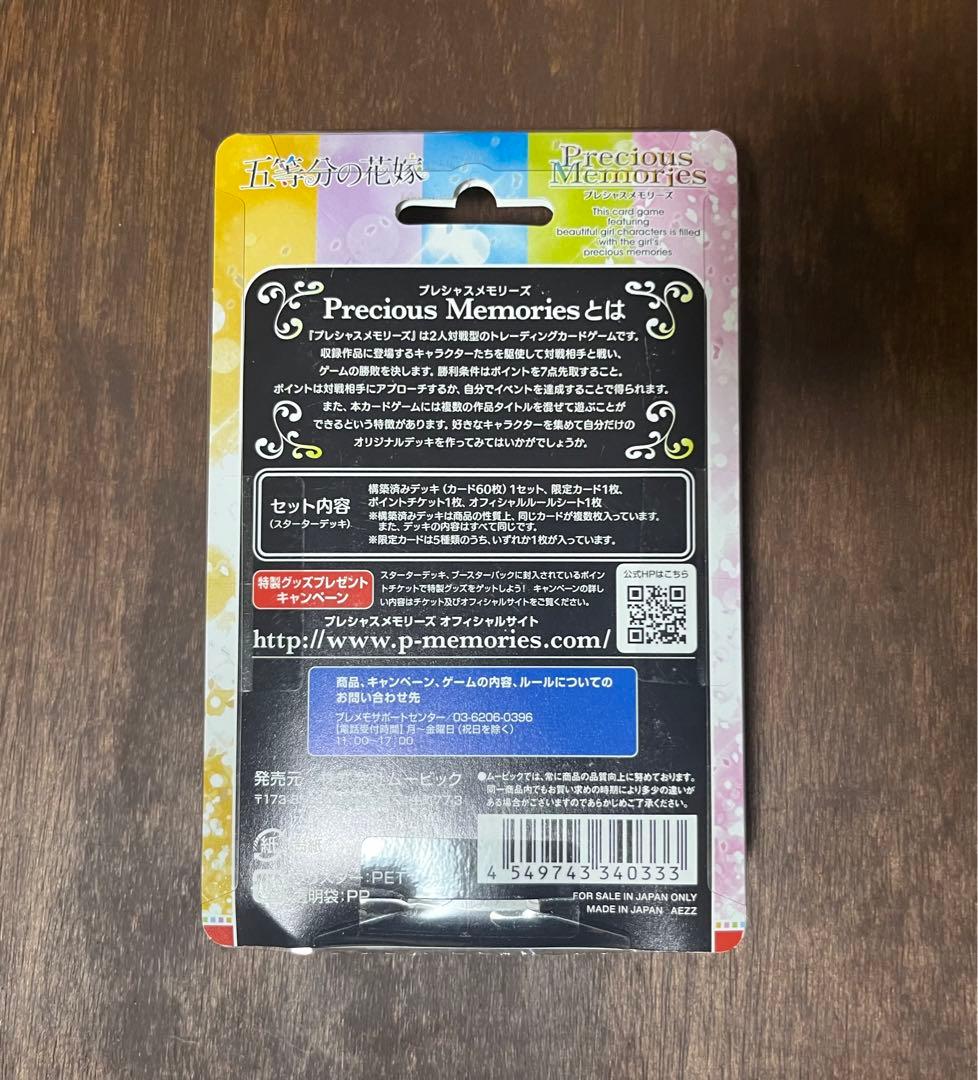 五等分の花嫁
Precious
Memories
プレシャスメモリーズ
This card game
featuring
beautiful girl characters is filled
with the girl's
precious memories
プレシャスメモリーズ
Precious Memoriesとは
『プレシャスメモリーズ』は2人対戦型のトレーディングカードゲームです。
収録作品に登場するキャラクターたちを駆使して対戦相手と戦い、
ゲームの勝敗を決します。勝利条件はポイントを7点先取すること。
ポイントは対戦相手にアプローチするか、自分でイベントを達成することで得られます。
また、本カードゲームには複数の作品タイトルを混ぜて遊ぶことが
できるという特徴があります。好きなキャラクターを集めて自分だけの
オリジナルデッキを作ってみてはいかがでしょうか。
セット内容
(スターターデッキ)
構築済みデッキ（カード60枚）1セット、限定カード1枚、
ポイントチケット1枚、オフィシャルルールシート1枚
※構築済みデッキは商品の性質上、同じカードが複数枚入っています。
また、デッキの内容はすべて同じです。
※限定カードは5種類のうち、いずれか1枚が入っています。
特製グッズプレゼント
キャンペーン
スターターデッキ、ブースターパックに封入されているポイン
トチケットで特製グッズをゲットしよう! キャンペーンの詳し
い内容はチケット及びオフィシャルサイトをご覧ください。
公式HPはこちら
プレシャスメモリーズ オフィシャルサイト
http://www.p-memories.com/
商品、キャンペーン、ゲームの内容、ルールについての
お問い合わせ先
プレメモサポートセンター／03-6206-0396
【電話受付時間】月～金曜日(祝日を除く)
11:00～17:00
発売元 株式会社ムービック
〒173-8
7-3
●ムービックでは、常に商品の品質向上に努めております。
同一商品内でもお買い求めの時期により多少の違いが
ある場合がございますのであらかじめご了承ください。
紙
台紙
スター:PET
透明袋:PP
4 549743 340333
FOR SALE IN JAPAN ONLY
MADE IN JAPAN AEZZ